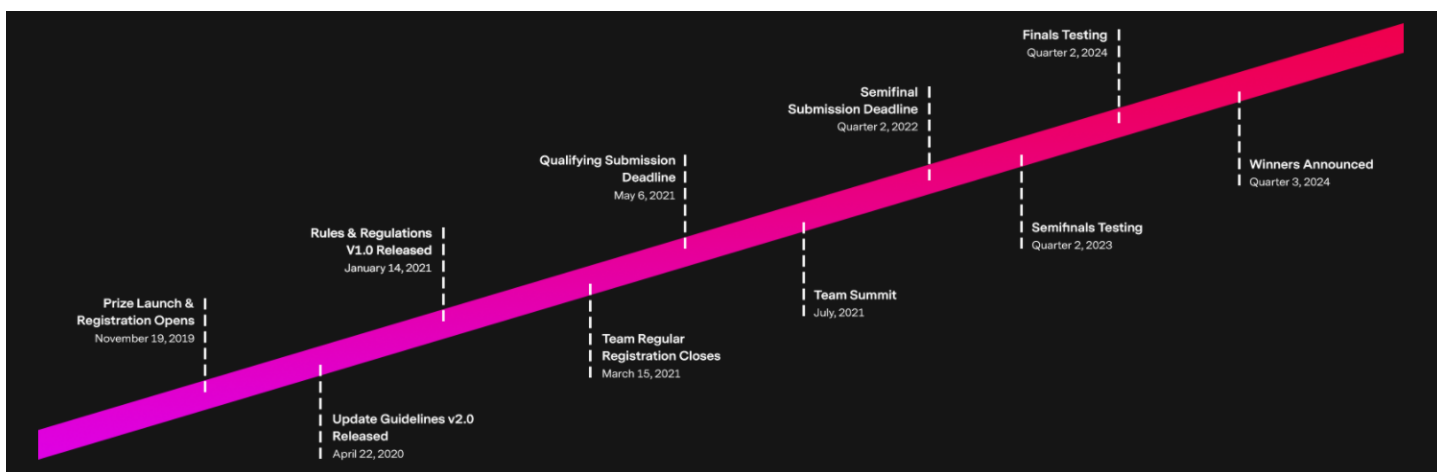 Prize Launch &
Registration Opens
November 19, 2019
Update Guidelines v2.0
Released
April 22, 2020
Rules & Regulations
V1.0 Released
January 14, 2021
Team Regular
Registration Closes
March 15, 2021
Qualifying Submission
Deadline
May 6, 2021
Team Summit
July, 2021
Semifinal
Submission Deadline
Quarter 2, 2022
Semifinals Testing
Quarter 2, 2023
Finals Testing
Quarter 2, 2024
Winners Announced
Quarter 3, 2024